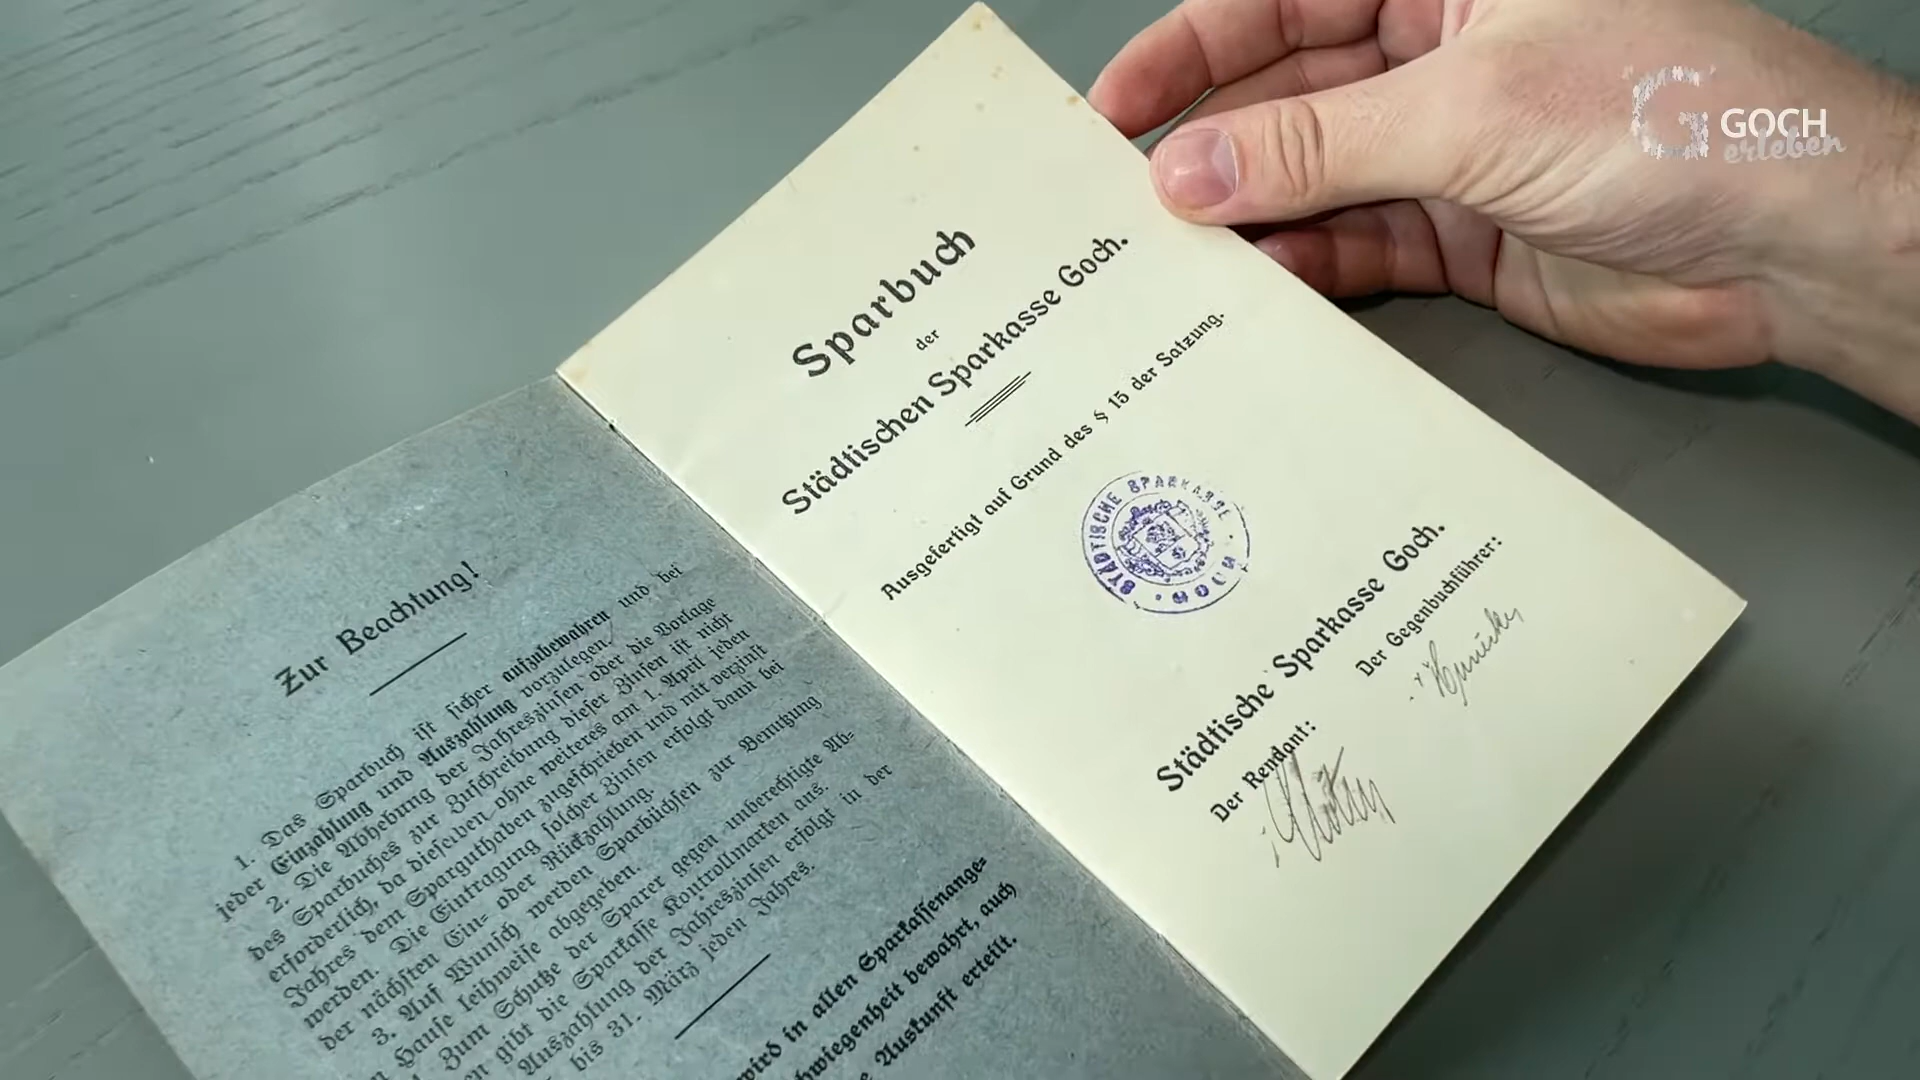 Zur Beachtung!
1. Das Sparbuch ist sicher aufzubewahren und bei
jeder Einzahlung und Auszahlung vorzulegen.
2. Die Abhebung der Jahreszinsen oder die Vorlage
des Sparbuches zur Zuschreibung dieser Zinsen ist nicht
erforderlich, da dieselben ohne weiteres am 1. April jeden
Jahres dem Sparguthaben zugeschrieben und mit verzinst
werden. Die Eintragung solcher Zinsen erfolgt dann bei
der nächsten Ein= oder Rückzahlung.
3. Auf Wunsch werden Sparbüchsen zur Benutzung
Hause leihweise abgegeben.
Zum Schutze der Sparer gegen unberechtigte Ab=
gibt die Sparkasse Kontrollmarken aus.
Auszahlung der Jahreszinsen erfolgt in der
bis 31. März jeden Jahres.
wird in allen Sparkassenange=
bewahrt, auch
Auskunft erteilt.
Sparbuch
der
Städtischen Sparkasse Goch.
Ausgefertigt auf Grund des § 15 der Satzung.
STÄDTISCHE SPARKASSE
GOCH
Städtische Sparkasse Goch.
Der Rendant:
Der Gegenbuchführer:
GOCH
erleben